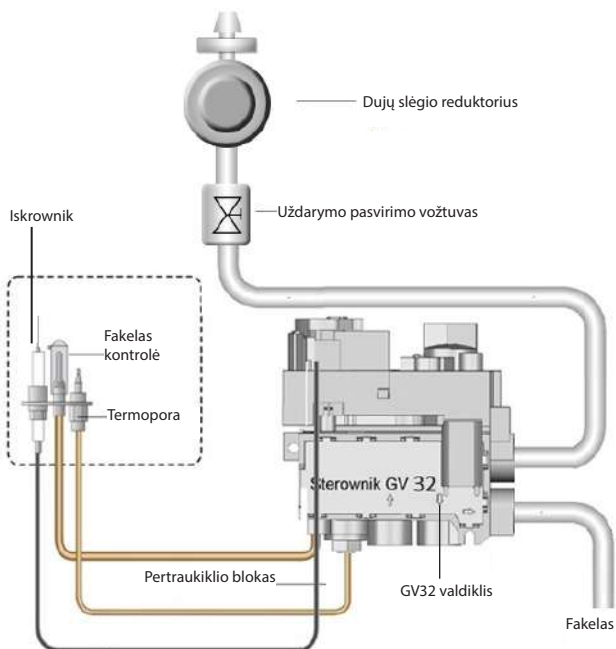 Dujų slėgio reduktorius
Uždarymo pasvirimo vožtuvas
Iskrownik
Fakelas
kontrolė
Termopora
Sterownik GV 32
Pertraukiklio blokas
GV32 valdiklis
Fakelas